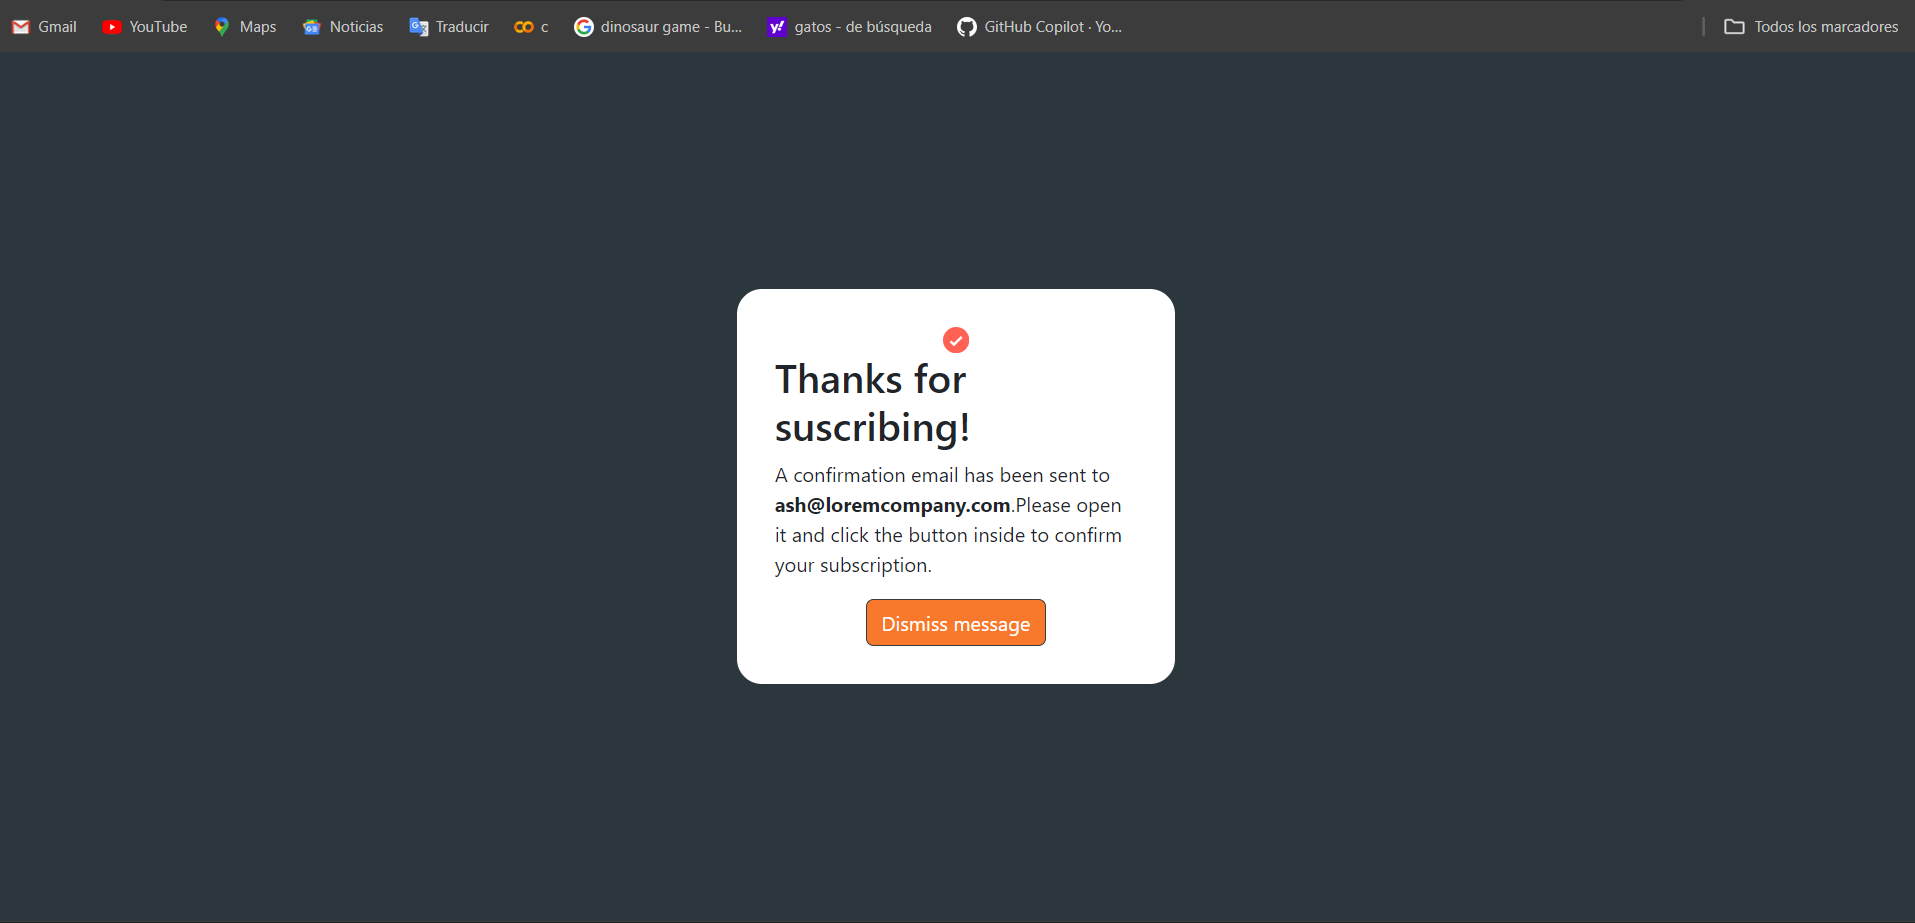 Gmail YouTube Maps Noticias Traducir c dinosaur game - Bu... gatos - de búsqueda GitHub Copilot · Yo... Todos los marcadores
Thanks for
suscribing!
A confirmation email has been sent to
ash@loremcompany.com.Please open
it and click the button inside to confirm
your subscription.
Dismiss message